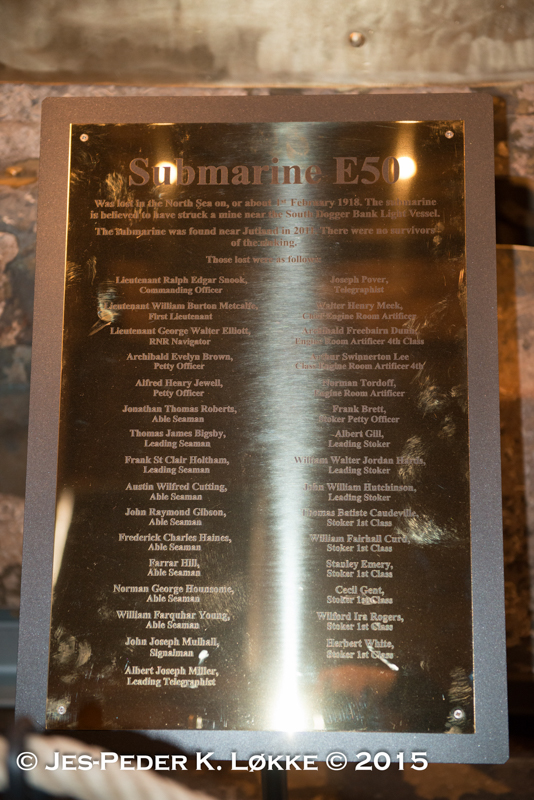 Submarine E50
Was lost in the North Sea on, or about 1st February 1918. The submarine
is believed to have struck a mine near the South Dogger Bank Light Vessel.
The submarine was found near Jutland in There were no survivors
of the sinking.
Those lost were as follows
Lieutenant Ralph Edgar Snook,
Commanding Officer
Lieutenant William Burton Metcalfe,
First Lieutenant
Lieutenant George Walter Elliott,
RNR Navigator
Archibald Evelyn Brown,
Petty Officer
Alfred Henry Jewell,
Petty Officer
Jonathan Thomas Roberts,
Able Seaman
Thomas James Bigsby,
Leading Seaman
Frank St Clair Holtham,
Leading Seaman
Austin Wilfred Cutting,
Able Seaman
John Raymond Gibson,
Able Seaman
Frederick Charles Haines,
Able Seaman
Farrar Hill,
Able Seaman
Norman George Hounsome,
Able Seaman
William Farquhar Young,
Able Seaman
John Joseph Mulhall,
Signalman
Albert Joseph Miller,
Leading Telegraphist
Joseph Paver,
Telegraphist
Walter Henry Meek,
Chief Engine Room Artificer
Archibald Freebairn
Engine Room Artificer 4th Class
Arthur Swinnerton Lee
Class Engine Room Artificer 4th
Norman Tordoff,
Engine Room Artificer
Frank Brett,
Stoker Petty Officer
Albert Gill,
Leading Stoker
William Walter Jordan
Leading Stoker
John William Hutchinson,
Leading Stoker
Thomas Batiste Caudeville,
Stoker 1st Class
William Fairhall Curd,
Stoker 1st Class
Stanley Emery,
Stoker 1st Class
Cecil Gent,
Stoker 1st Class
Wilford Ira Rogers,
Stoker 1st Class
Herbert White,
Stoker 1st Class
© Jes-Peder K. Løkke © 2015